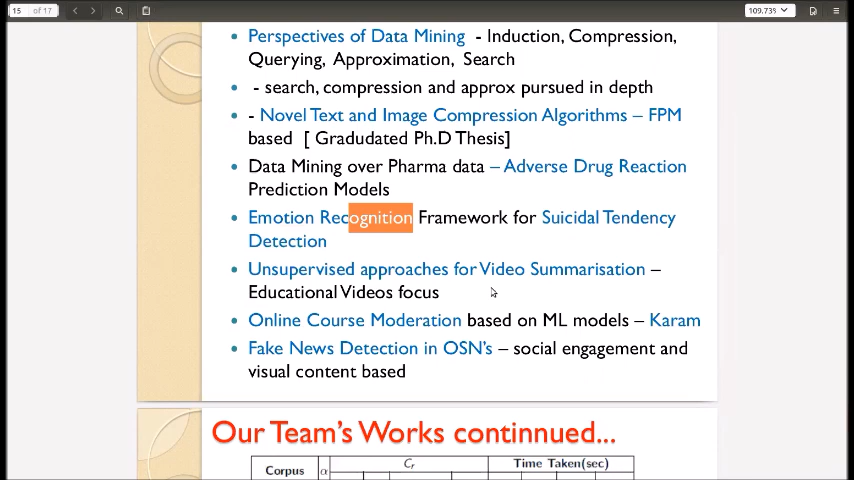 15 of 17
109.73%
Perspectives of Data Mining - Induction, Compression,
Querying, Approximation, Search
- search, compression and approx pursued in depth
- Novel Text and Image Compression Algorithms – FPM
based [ Gradudated Ph.D Thesis]
Data Mining over Pharma data – Adverse Drug Reaction
Prediction Models
Emotion Recognition Framework for Suicidal Tendency
Detection
Unsupervised approaches for Video Summarisation –
Educational Videos focus
Online Course Moderation based on ML models – Karam
Fake News Detection in OSN's – social engagement and
visual content based
Our Team's Works continnued...
Corpus α Cr Time Taken(sec)